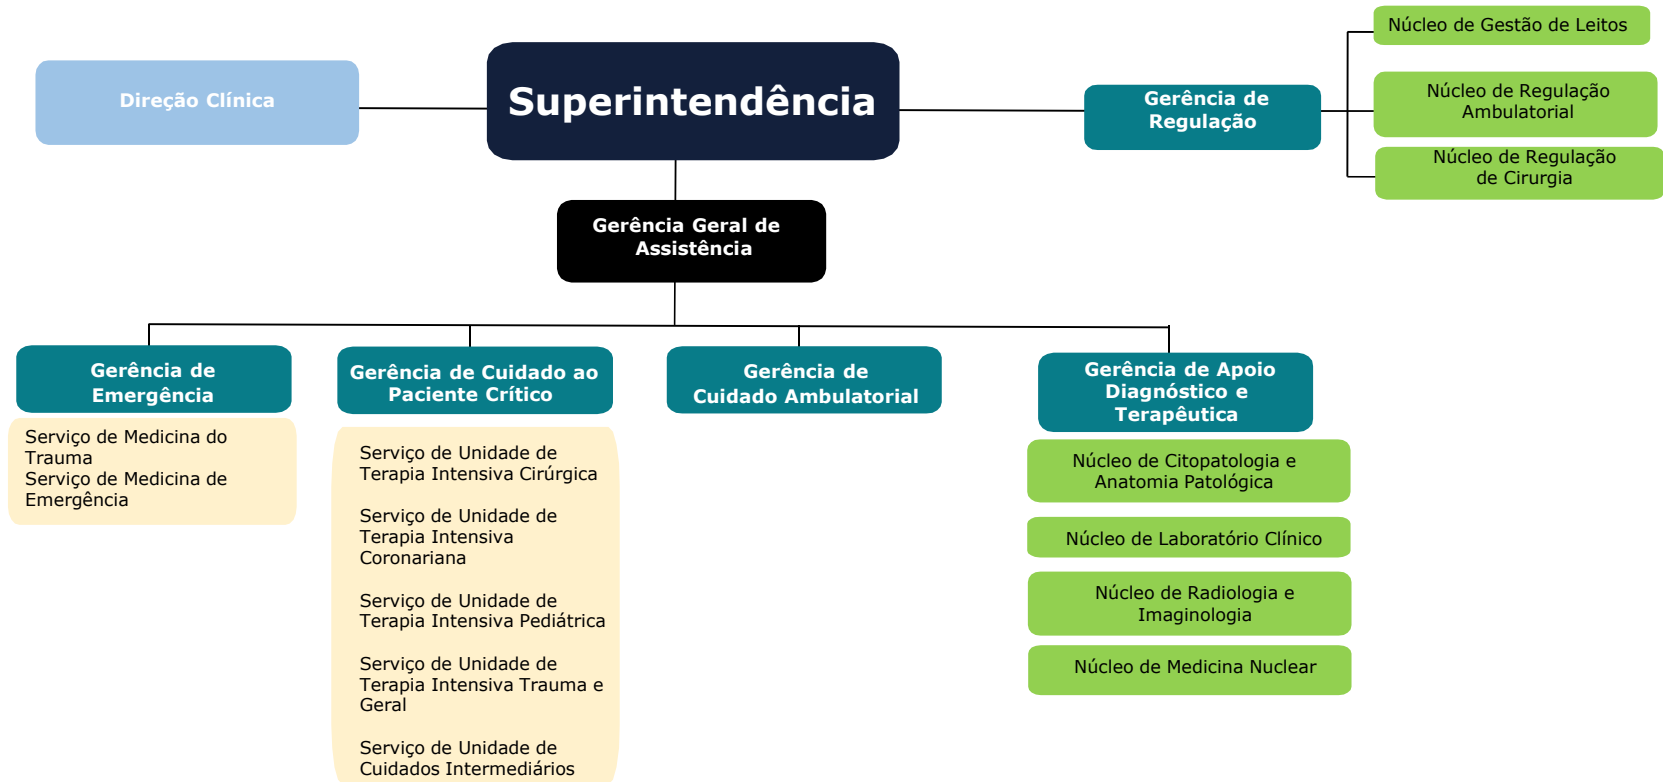 Direção Clínica
Superintendência
Gerência de
Regulação
Núcleo de Gestão de Leitos
Núcleo de Regulação
Ambulatorial
Núcleo de Regulação
de Cirurgia
Gerência Geral de
Assistência
Gerência de
Emergência
Serviço de Medicina do
Trauma
Serviço de Medicina de
Emergência
Gerência de Cuidado ao
Paciente Crítico
Serviço de Unidade de
Terapia Intensiva Cirúrgica
Serviço de Unidade de
Terapia Intensiva
Coronariana
Serviço de Unidade de
Terapia Intensiva Pediátrica
Serviço de Unidade de
Terapia Intensiva Trauma e
Geral
Serviço de Unidade de
Cuidados Intermediários
Gerência de
Cuidado Ambulatorial
Gerência de Apoio
Diagnóstico e
Terapêutica
Núcleo de Citopatologia e
Anatomia Patológica
Núcleo de Laboratório Clínico
Núcleo de Radiologia e
Imaginologia
Núcleo de Medicina Nuclear